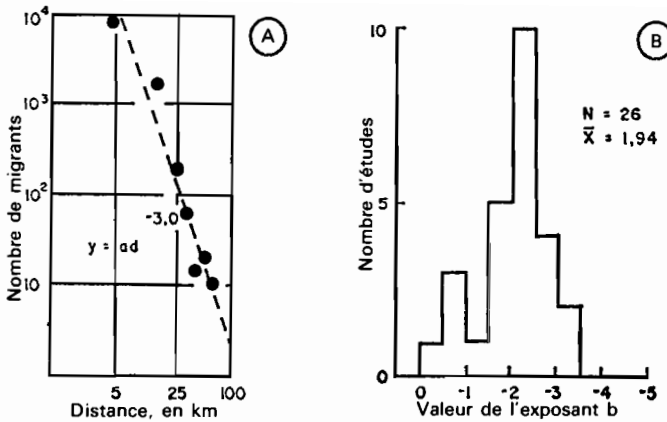 A
Nombre de migrants
10⁴
10³
10²
10
-3,0
y = ad
5 25 100
Distance, en km
B
Nombre d'études
10
5
0
N = 26
X̄ = 1,94
0 -1 -2 -3 -4 -5
Valeur de l'exposant b